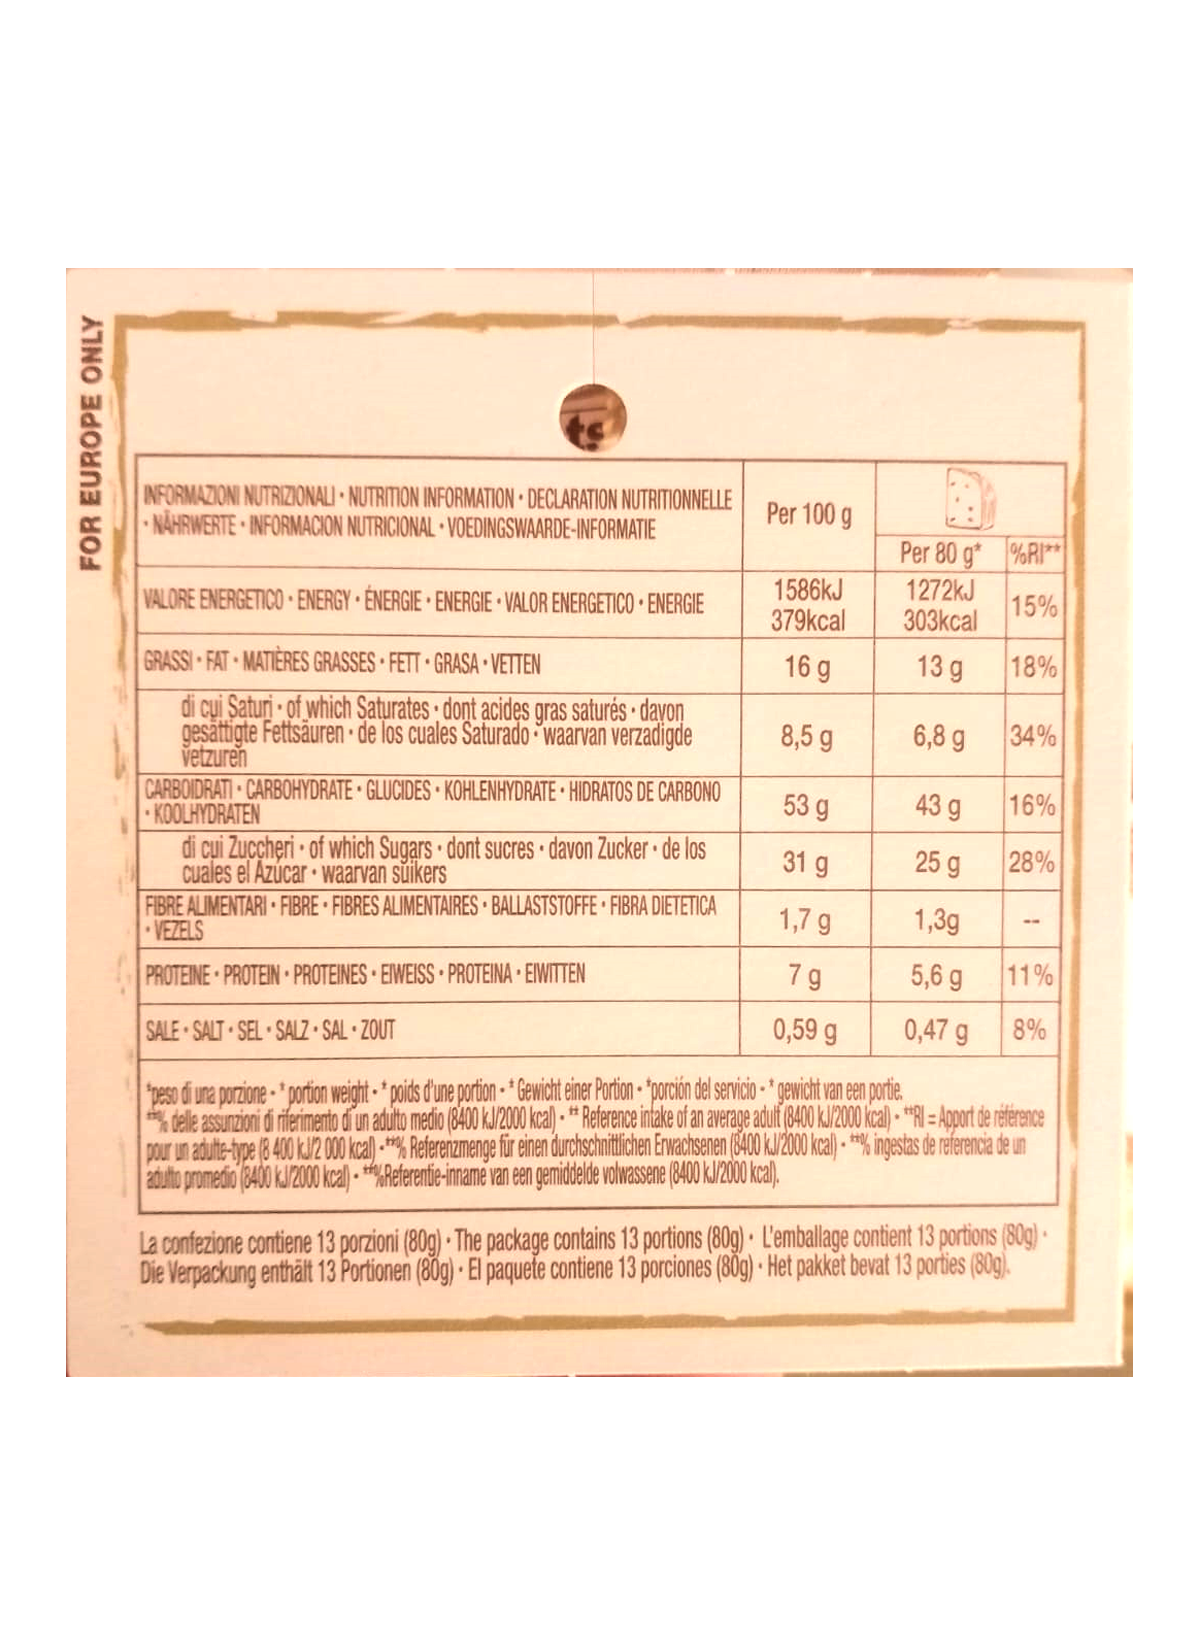 FOR EUROPE ONLY
ts
INFORMAZIONI NUTRIZIONALI • NUTRITION INFORMATION • DECLARATION NUTRITIONNELLE
• NÄHRWERTE • INFORMACION NUTRICIONAL • VOEDINGSWAARDE-INFORMATIE
Per 100 g
Per 80 g* %RI**
VALORE ENERGETICO • ENERGY • ÉNERGIE • ENERGIE • VALOR ENERGETICO • ENERGIE
1586kJ 1272kJ
379kcal 303kcal
15%
GRASSI • FAT • MATIÈRES GRASSES • FETT • GRASA • VETTEN 16 g 13 g 18%
di cui Saturi • of which Saturates • dont acides gras saturés • davon
gesättigte Fettsäuren • de los cuales Saturado • waarvan verzadigde
vetzuren
8,5 g 6,8 g 34%
CARBOIDRATI • CARBOHYDRATE • GLUCIDES • KOHLENHYDRATE • HIDRATOS DE CARBONO
• KOOLHYDRATEN
53 g 43 g 16%
di cui Zuccheri • of which Sugars • dont sucres • davon Zucker • de los
cuales el Azúcar • waarvan suikers
31 g 25 g 28%
FIBRE ALIMENTARI • FIBRE • FIBRES ALIMENTAIRES • BALLASTSTOFFE • FIBRA DIETETICA
• VEZELS
1,7 g 1,3g --
PROTEINE • PROTEIN • PROTEINES • EIWEISS • PROTEINA • EIWITTEN 7 g 5,6 g 11%
SALE • SALT • SEL • SALZ • SAL • ZOUT 0,59 g 0,47 g 8%
*peso di una porzione - * portion weight - * poids d'une portion - * Gewicht einer Portion - *porción del servicio - * gewicht van een portie.
**% delle assunzioni di riferimento di un adulto medio (8400 kJ/2000 kcal) - ** Reference intake of an average adult (8400 kJ/2000 kcal) - **RI = Apport de référence
pour un adulte-type (8 400 kJ/2 000 kcal) -**% Referenzmenge für einen durchschnittlichen Erwachsenen (8400 kJ/2000 kcal) - **% ingestas de referencia de un
adulto promedio (8400 kJ/2000 kcal) - **%Referentie-inname van een gemiddelde volwassene (8400 kJ/2000 kcal).
La confezione contiene 13 porzioni (80g) • The package contains 13 portions (80g) • L'emballage contient 13 portions (80g) •
Die Verpackung enthält 13 Portionen (80g) • El paquete contiene 13 porciones (80g) • Het pakket bevat 13 porties (80g).